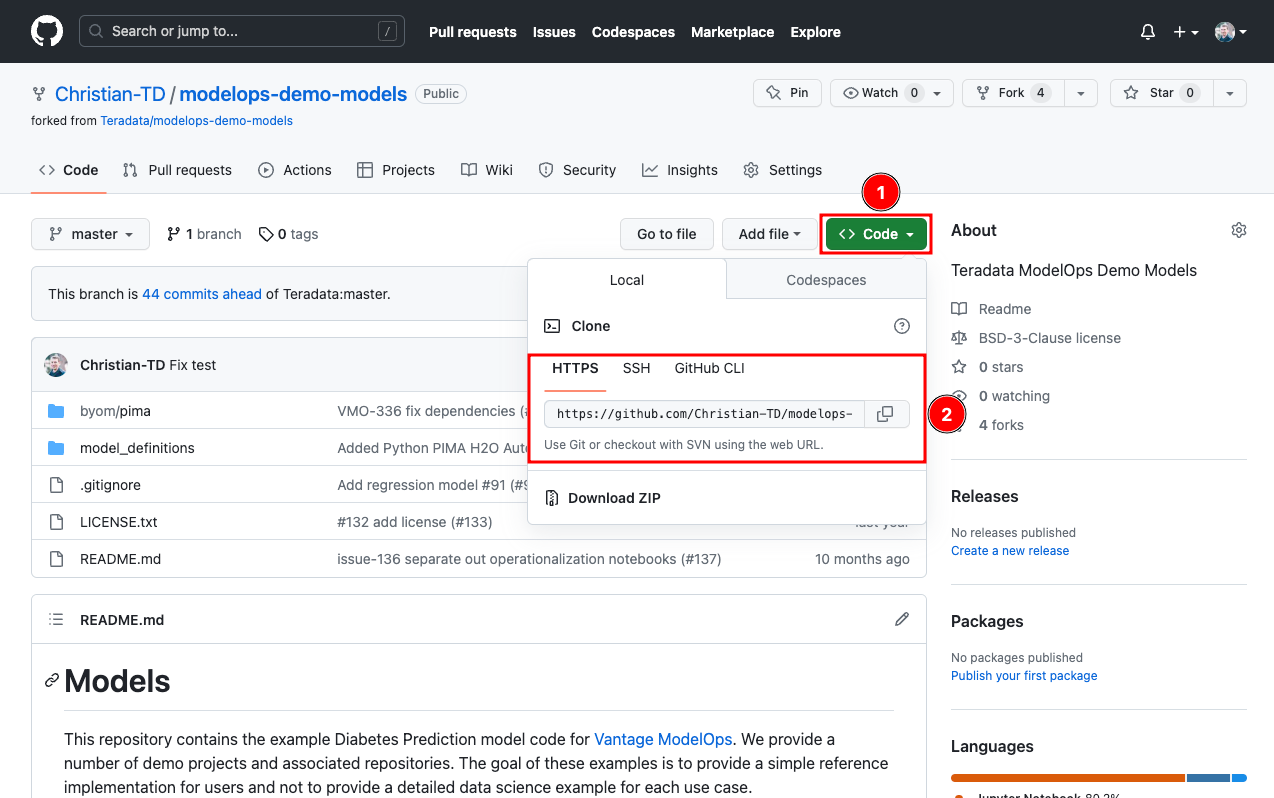 Search or jump to...
/
Pull requests Issues Codespaces Marketplace Explore
Christian-TD / modelops-demo-models Public
Pin Watch 0 Fork 4 Star 0
forked from Teradata/modelops-demo-models
Code Pull requests Actions Projects Wiki Security Insights Settings
1
master 1 branch 0 tags Go to file Add file <> Code
This branch is 44 commits ahead of Teradata:master.
Local Codespaces
Clone
HTTPS SSH GitHub CLI
https://github.com/Christian-TD/modelops-
2
Use Git or checkout with SVN using the web URL.
Download ZIP
Christian-TD Fix test
byom/pima VMO-336 fix dependencies
model_definitions Added Python PIMA H2O
.gitignore Add regression model #91
LICENSE.txt #132 add license (#133) last year
README.md issue-136 separate out operationalization notebooks (#137) 10 months ago
README.md
Models
This repository contains the example Diabetes Prediction model code for Vantage ModelOps. We provide a
number of demo projects and associated repositories. The goal of these examples is to provide a simple reference
implementation for users and not to provide a detailed data science example for each use case.
About
Teradata ModelOps Demo Models
Readme
BSD-3-Clause license
0 stars
0 watching
4 forks
Releases
No releases published
Create a new release
Packages
No packages published
Publish your first package
Languages
Jupyter Notebook 80.2%